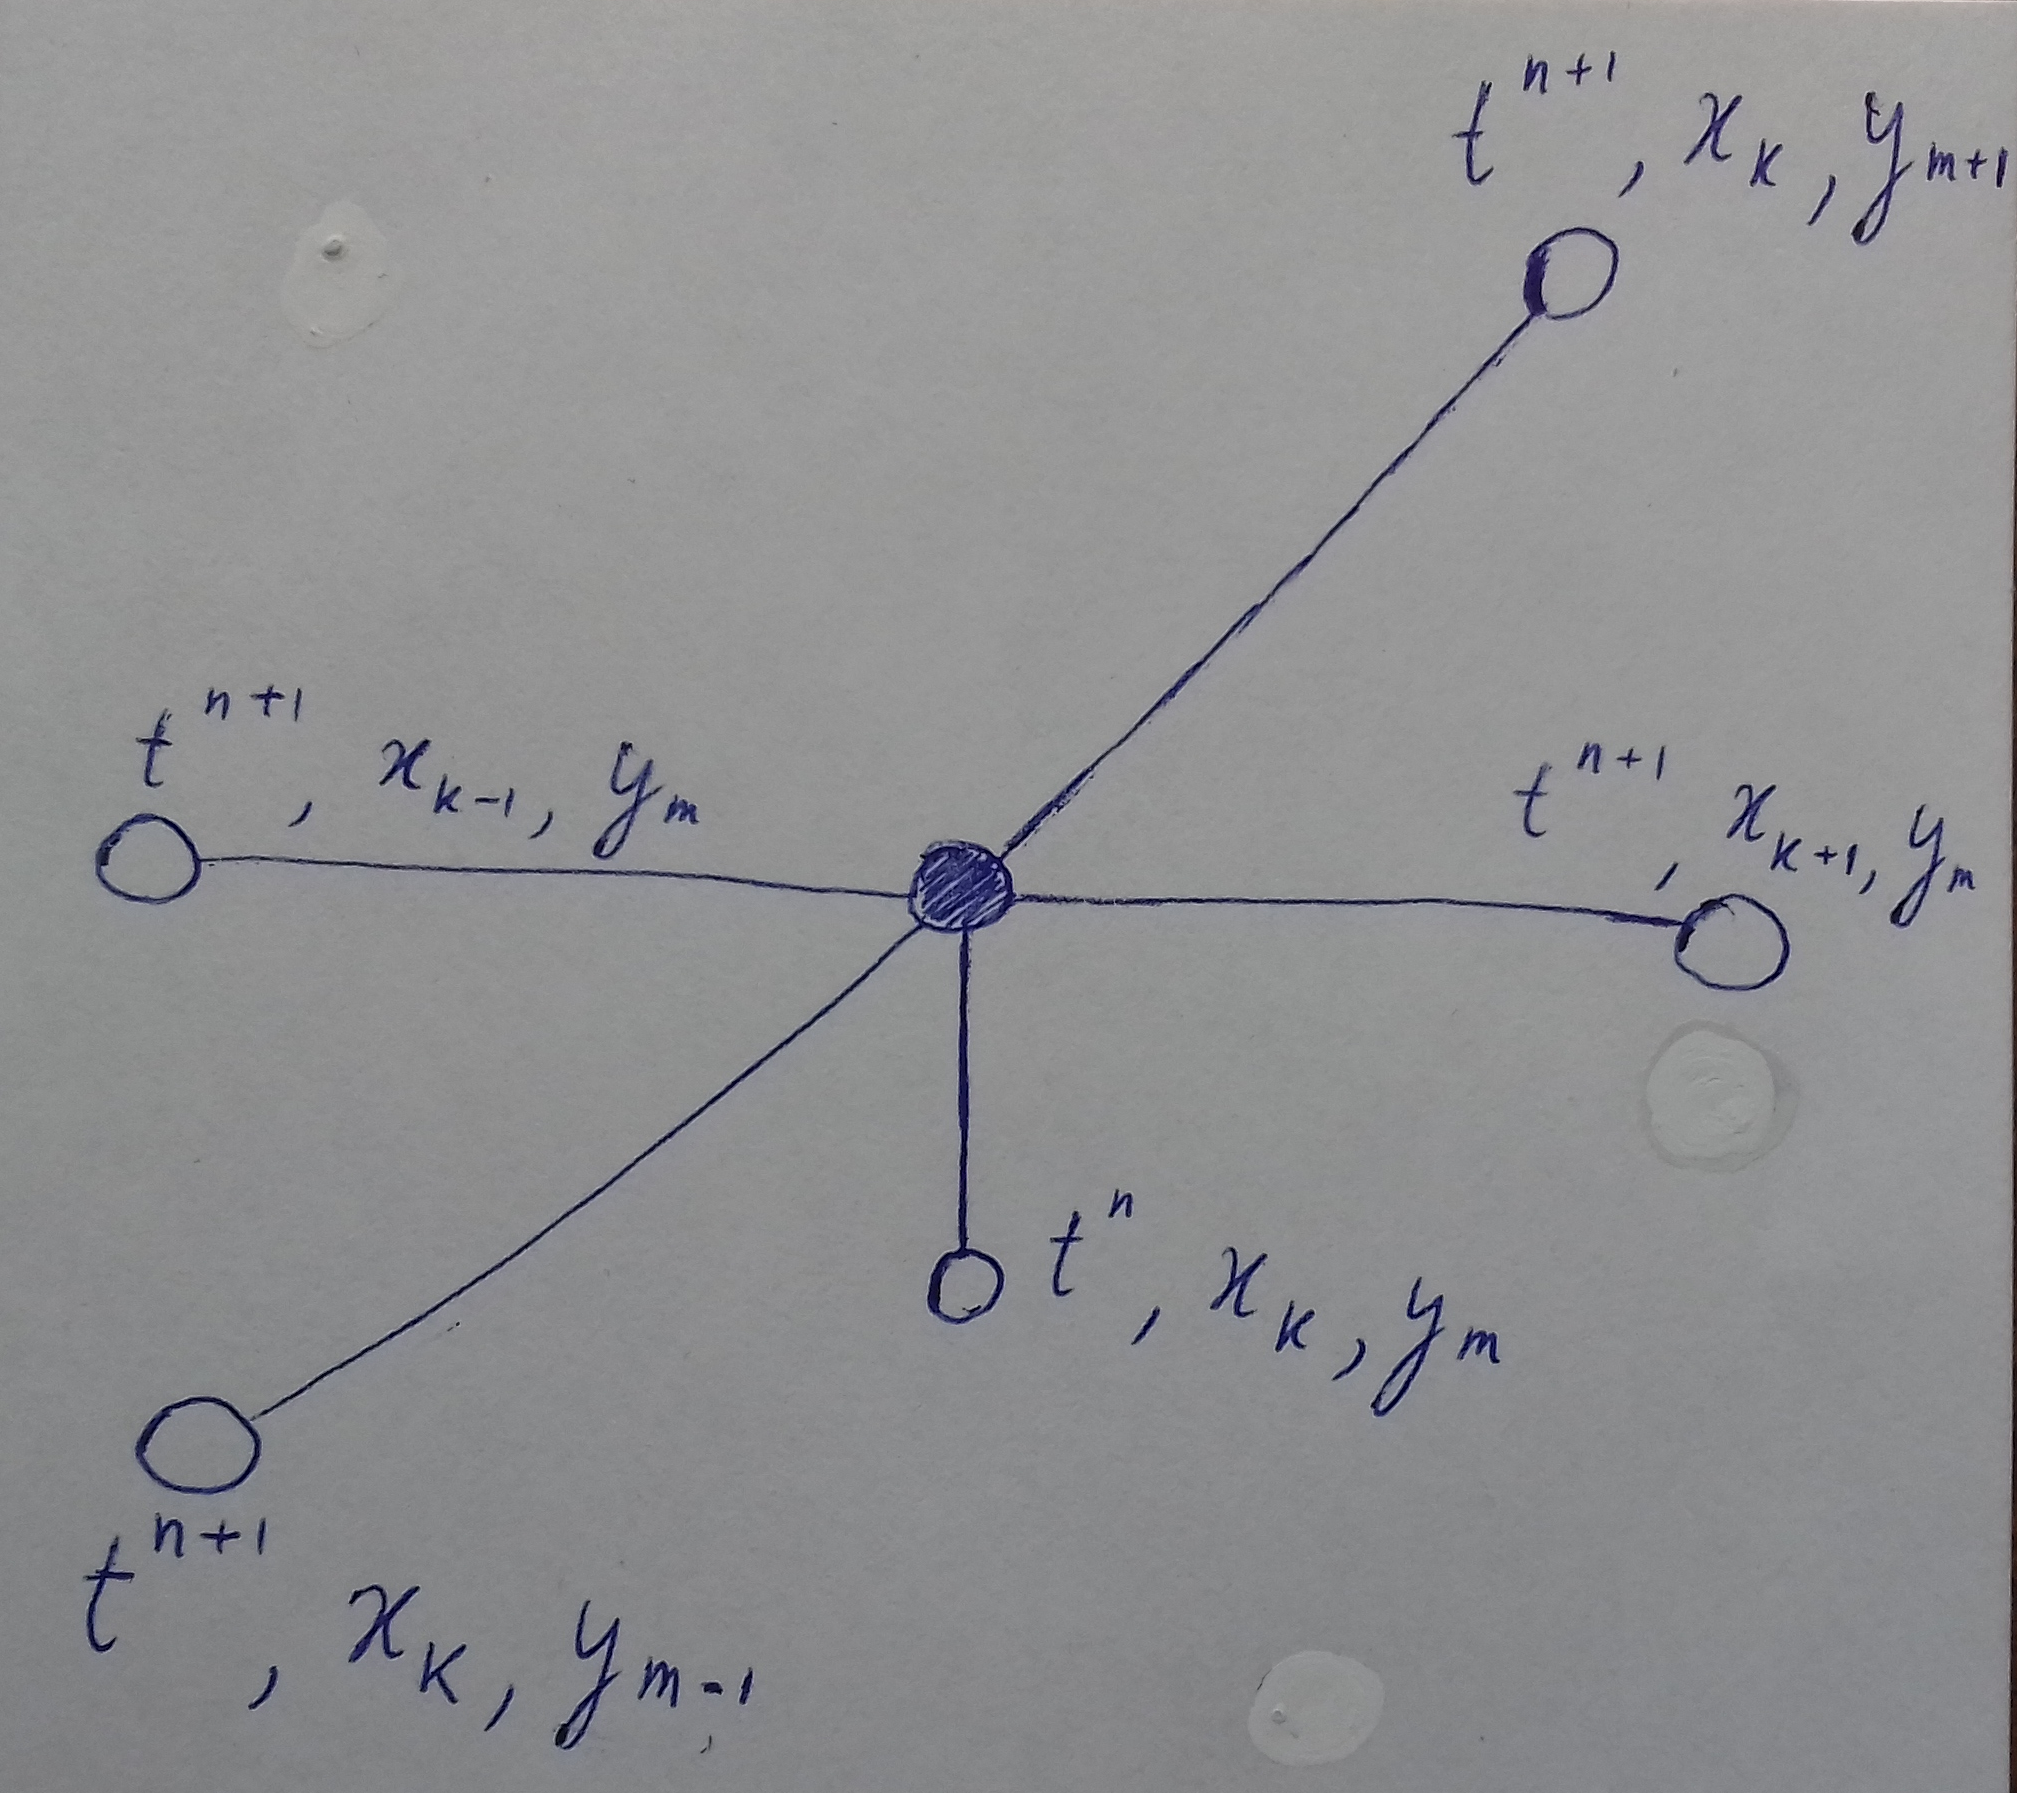 t^{n+1}, x_k, y_{m+1}
t^{n+1}, x_{k-1}, y_m
t^{n+1}, x_{k+1}, y_m
t^n, x_k, y_m
t^{n+1}, x_k, y_{m-1}